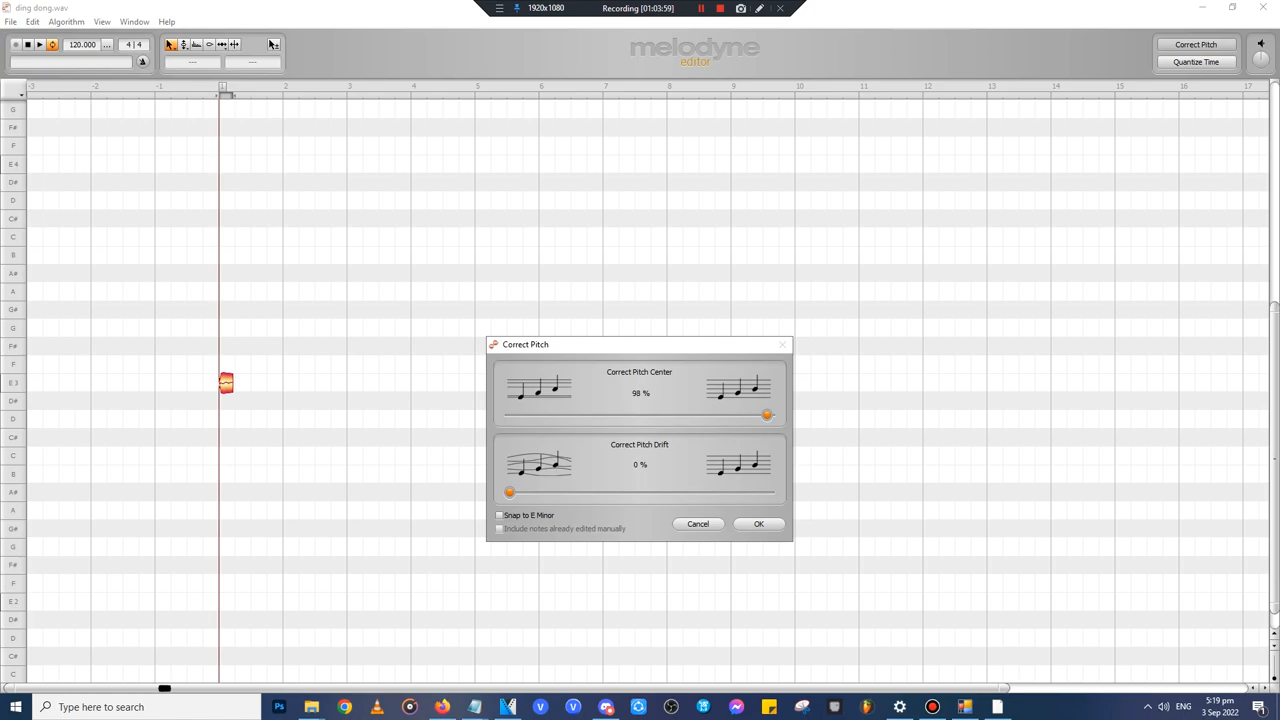 ding dong.wav
1920x1080
Recording [01:03:59]
File Edit Algorithm View Window Help
120.000 ... 4 | 4
--- ---
melodyne
editor
Correct Pitch
Quantize Time
-3 -2 -1 1 2 3 4 5 6 7 8 9 10 11 12 13 14 15 16 17
G
F#
F
E 4
D#
D
C#
C
B
A#
A
G#
G
F#
F
E 3
D#
D
C#
C
B
A#
A
G#
G
F#
F
E 2
D#
D
C#
C
Correct Pitch
Correct Pitch Center
98 %
Correct Pitch Drift
0 %
Snap to E Minor
Include notes already edited manually
Cancel OK
Type here to search
Ps
ENG
5:19 pm
3 Sep 2022